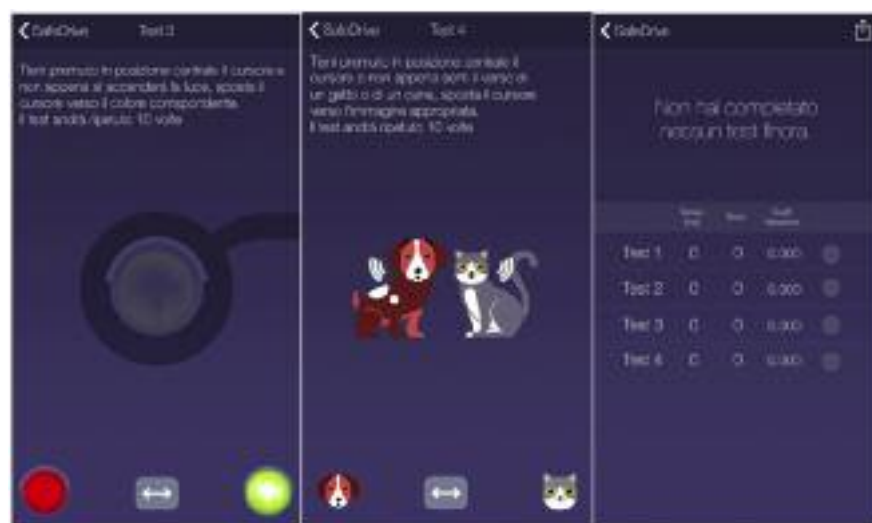 SafeDrive
Test 3
Tieni premuto in posizione centrale il cursore e
non appena si accenderà la luce, sposta il
cursore verso il colore corrispondente.
Il test andrà ripetuto 10 volte
SafeDrive
Test 4
Tieni premuto in posizione centrale il
cursore e non appena senti il verso di
un gatto o di un cane, sposta il cursore
verso l'immagine appropriata.
Il test andrà ripetuto 10 volte
SafeDrive
Non hai completato
nessun test finora
Test 1 0 0 0.000
Test 2 0 0 0.000
Test 3 0 0 0.000
Test 4 0 0 0.000